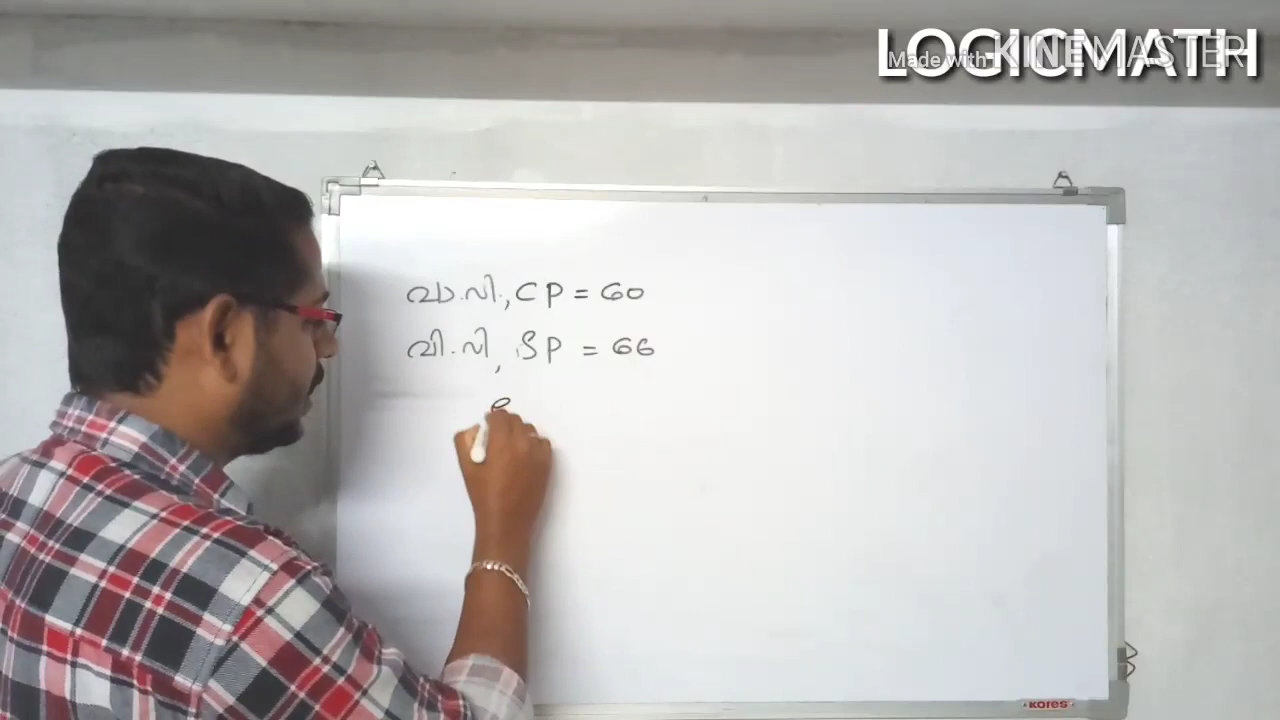 LOGICMATH
Made with KINEMASTER
വാ.വി., CP = 60
വി.വി, SP = 66
KORES